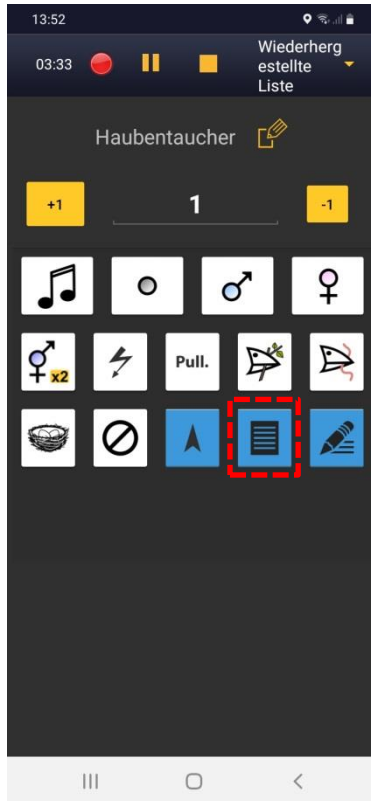 13:52
03:33
Wiederherg
estellte
Liste
Haubentaucher
+1
1
-1
x2
Pull.